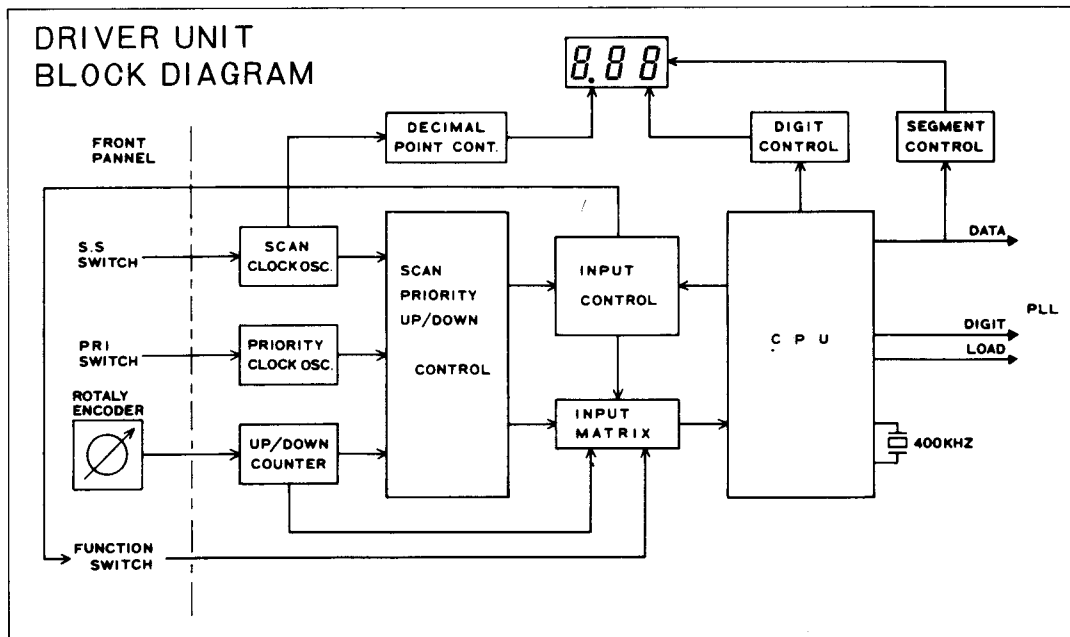 DRIVER UNIT
BLOCK DIAGRAM
8.88
FRONT
PANNEL
DECIMAL
POINT CONT.
DIGIT
CONTROL
SEGMENT
CONTROL
S.S
SWITCH
SCAN
CLOCK OSC.
SCAN
PRIORITY
UP/DOWN
CONTROL
INPUT
CONTROL
CPU
DATA
PLL
DIGIT
LOAD
PRI
SWITCH
PRIORITY
CLOCK OSC.
ROTALY
ENCODER
UP/DOWN
COUNTER
INPUT
MATRIX
400KHZ
FUNCTION
SWITCH